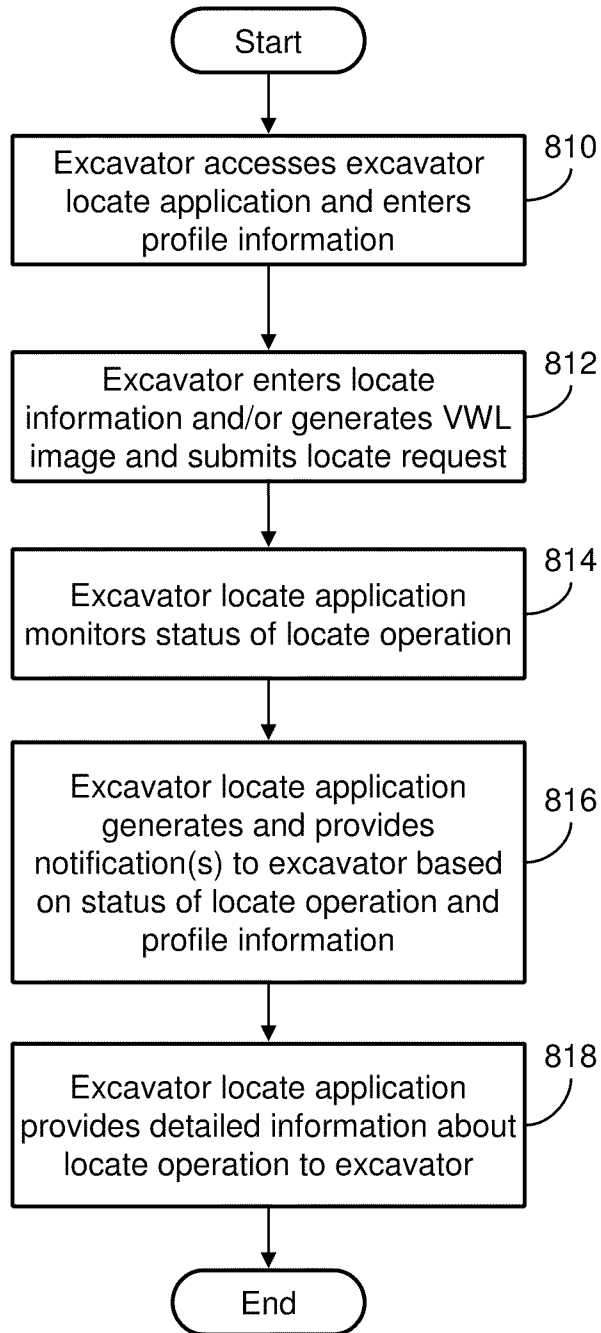 Start
810
Excavator accesses excavator
locate application and enters
profile information
812
Excavator enters locate
information and/or generates VWL
image and submits locate request
814
Excavator locate application
monitors status of locate operation
816
Excavator locate application
generates and provides
notification(s) to excavator based
on status of locate operation and
profile information
818
Excavator locate application
provides detailed information about
locate operation to excavator
End